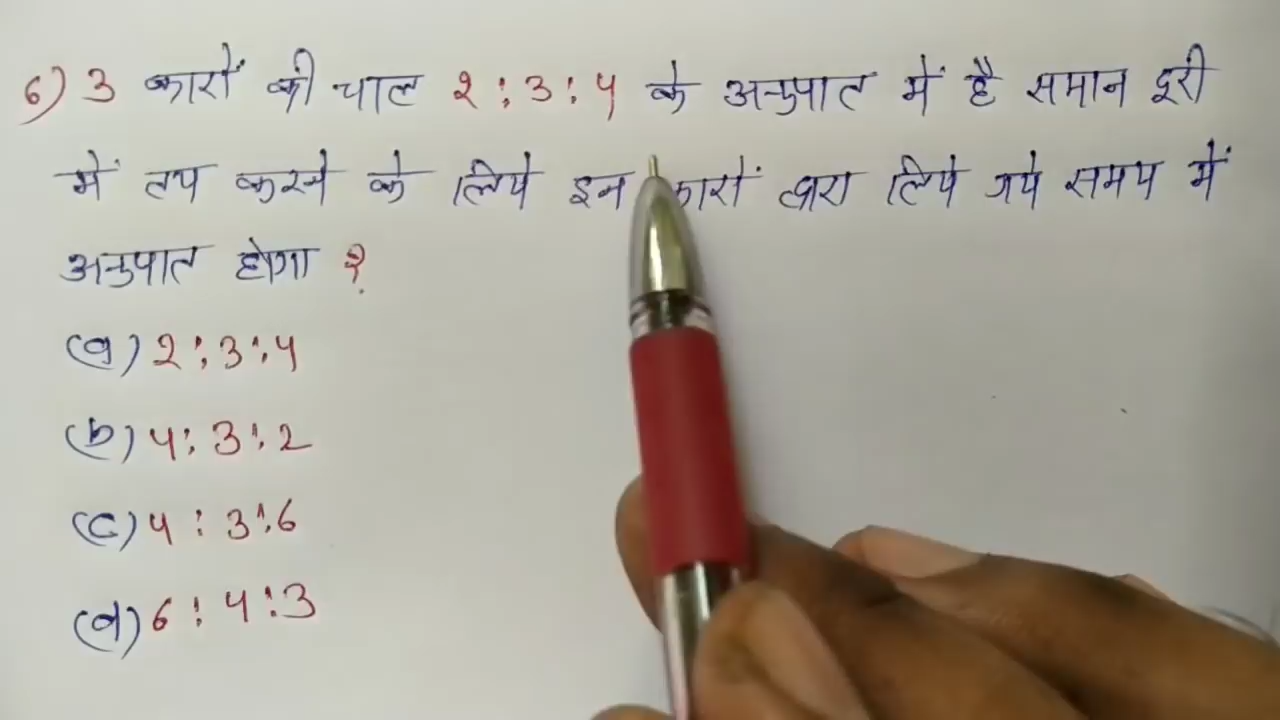 6) 3 कारों की चाल २:3:4 के अनुपात में है समान दूरी
में तय करने के लिये इन कारों द्वारा लिये गये समय में
अनुपात होगा ?
(a) 2:3:4
(b) 4:3:2
(c) 4:3:6
(d) 6:4:3